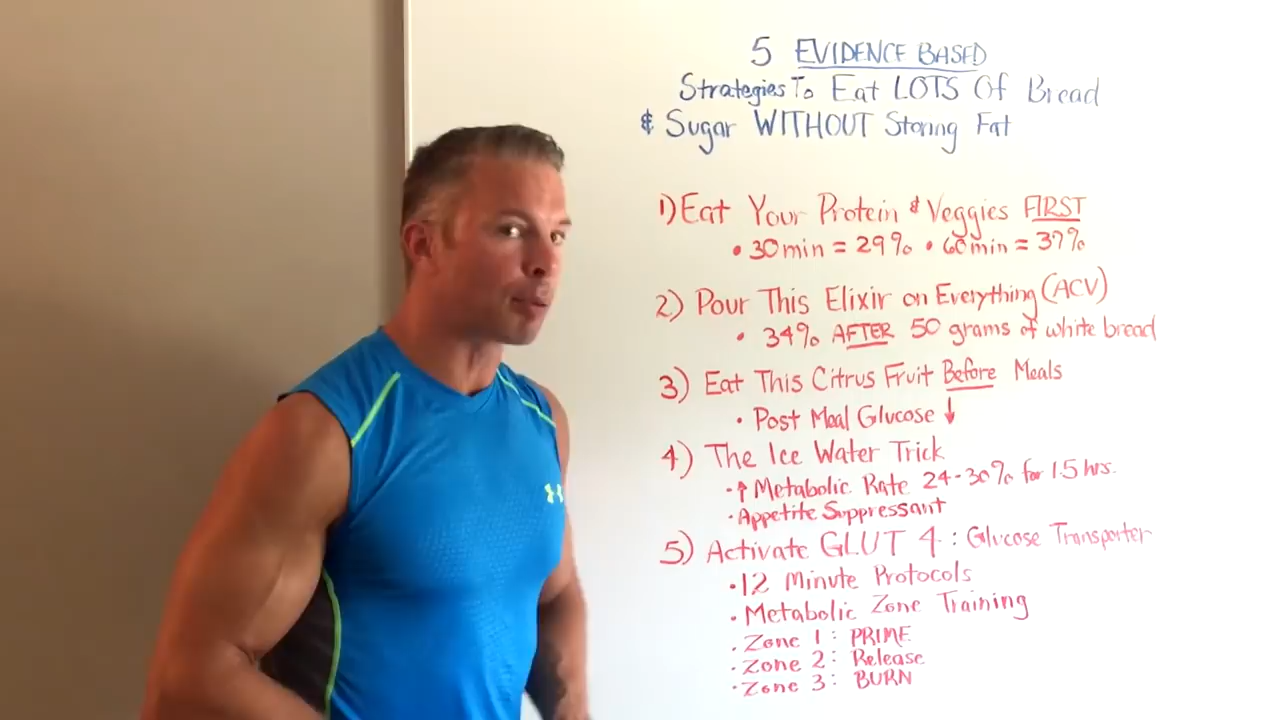 5 EVIDENCE BASED
Strategies To Eat LOTS Of Bread
& Sugar WITHOUT Storing Fat
1) Eat Your Protein & Veggies FIRST
• 30 min = 29% • 60 min = 37%
2) Pour This Elixir on Everything (ACV)
• 34% AFTER 50 grams of white bread
3) Eat This Citrus Fruit Before Meals
• Post Meal Glucose ↓
4) The Ice Water Trick
• ↑ Metabolic Rate 24-30% for 1.5 hrs.
• Appetite Suppressant
5) Activate GLUT 4 : Glucose Transporter
• 12 Minute Protocols
• Metabolic Zone Training
• Zone 1 : PRIME
• Zone 2 : Release
• Zone 3 : BURN